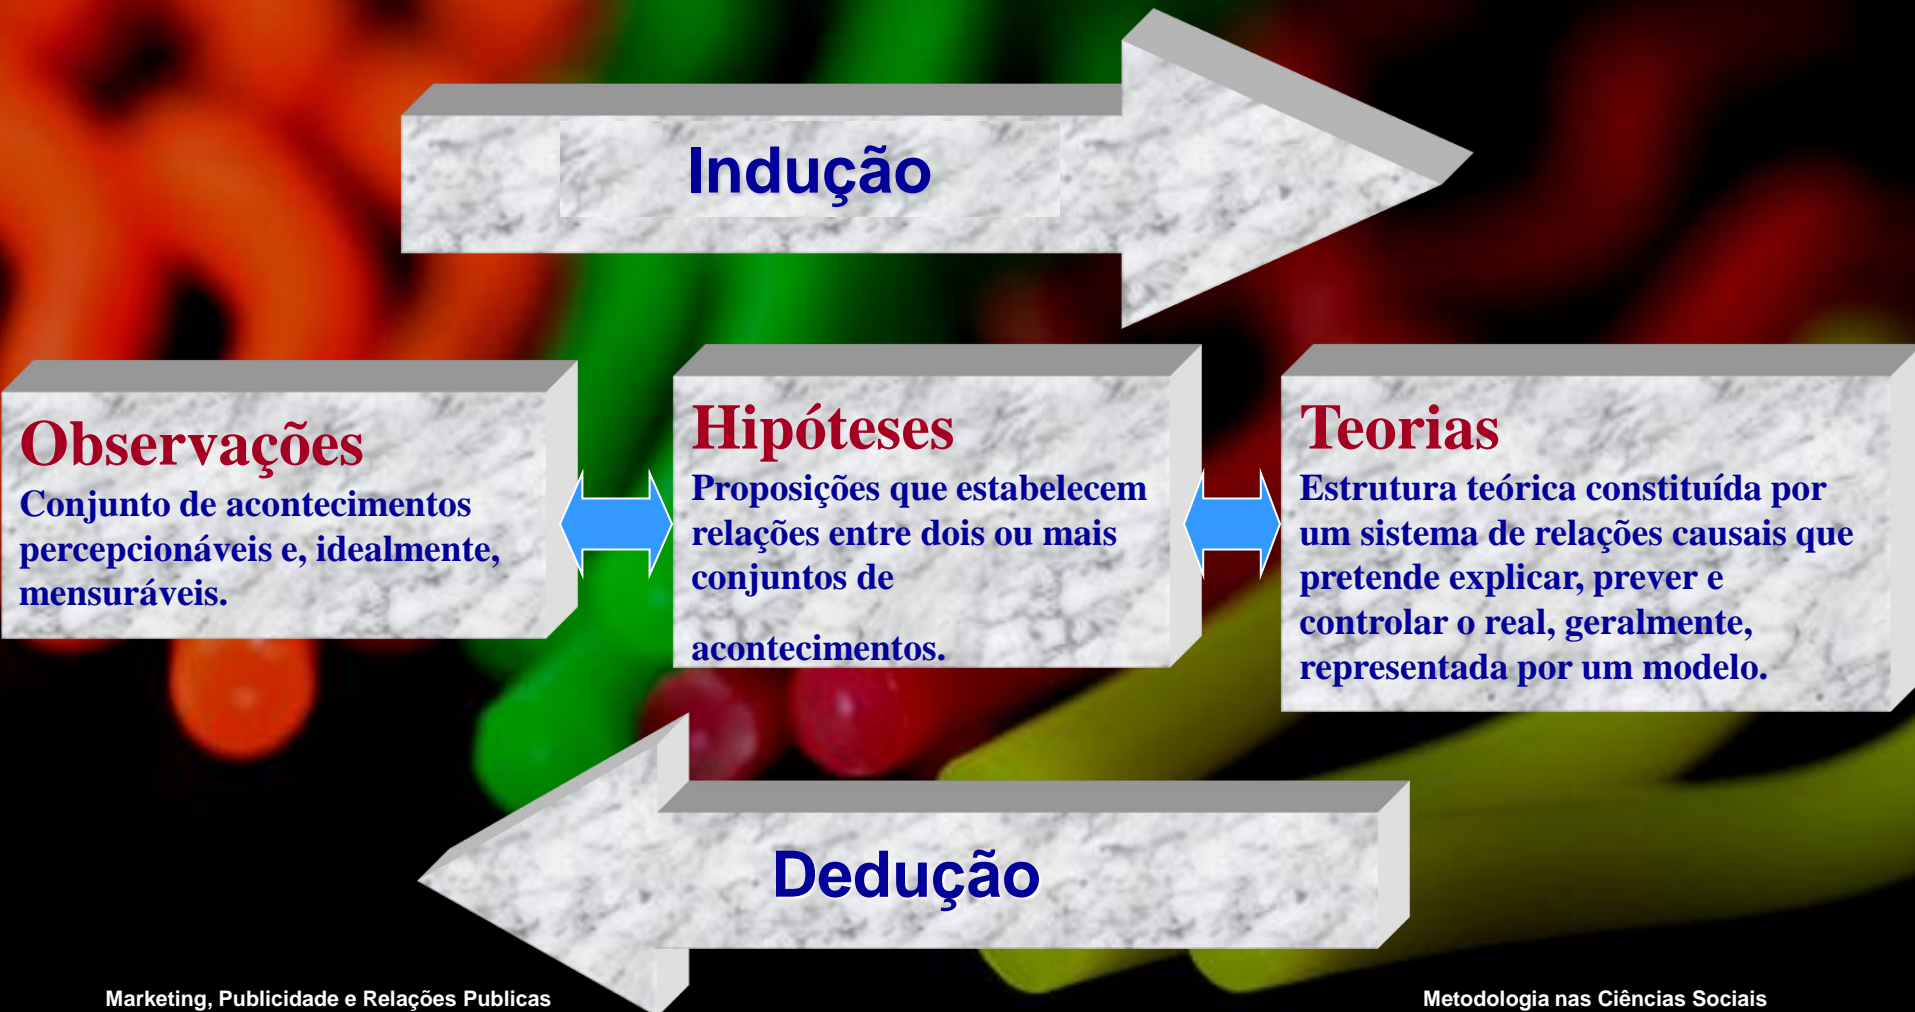 Indução
Observações
Conjunto de acontecimentos
percepcionáveis e, idealmente,
mensuráveis.
Hipóteses
Proposições que estabelecem
relações entre dois ou mais
conjuntos de
acontecimentos.
Teorias
Estrutura teórica constituída por
um sistema de relações causais que
pretende explicar, prever e
controlar o real, geralmente,
representada por um modelo.
Dedução
Marketing, Publicidade e Relações Publicas
Metodologia nas Ciências Sociais